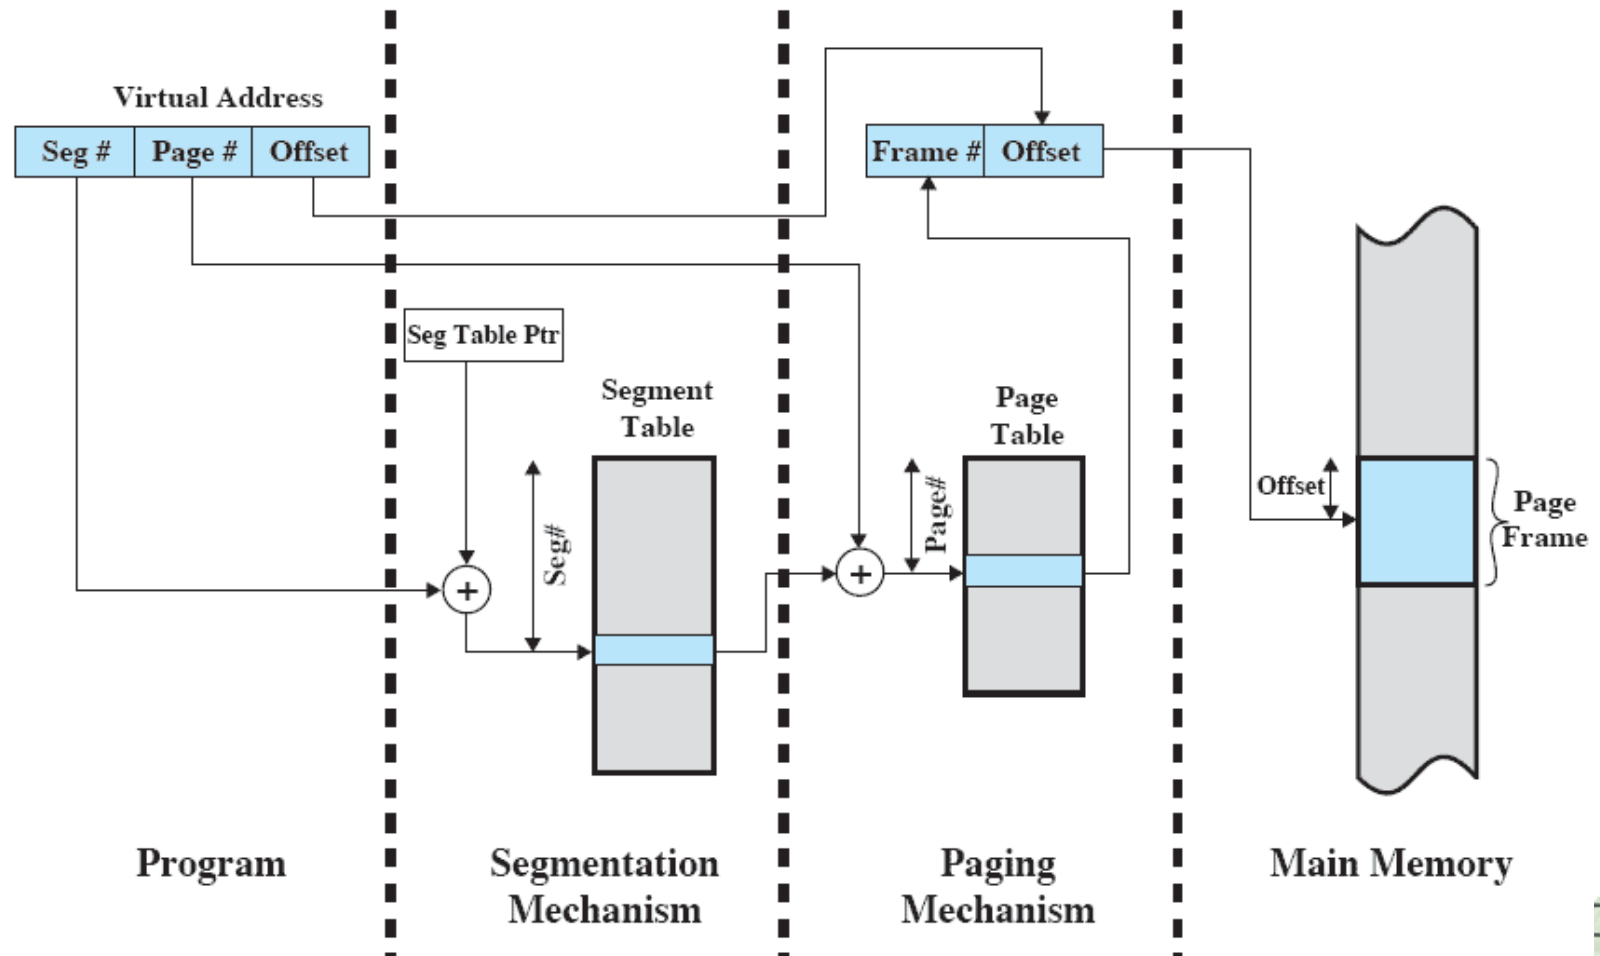 Virtual Address
Seg #
Page #
Offset
Frame #
Offset
Seg Table Ptr
Segment
Table
Seg#
+
Page
Table
Page#
+
Offset
Page
Frame
Program
Segmentation
Mechanism
Paging
Mechanism
Main Memory